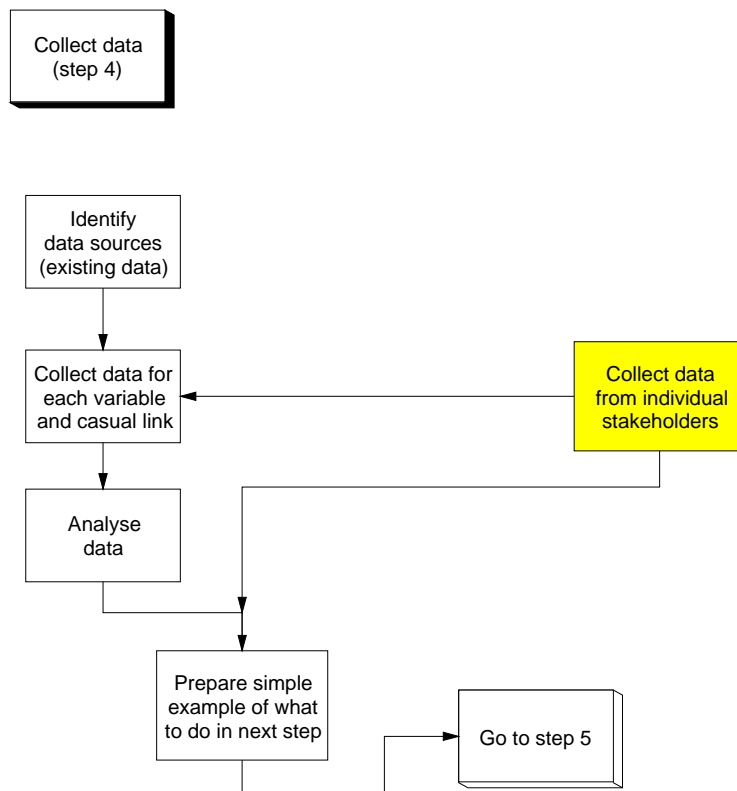 Collect data
(step 4)
Identify
data sources
(existing data)
Collect data for
each variable
and casual link
Collect data
from individual
stakeholders
Analyse
data
Prepare simple
example of what
to do in next step
Go to step 5